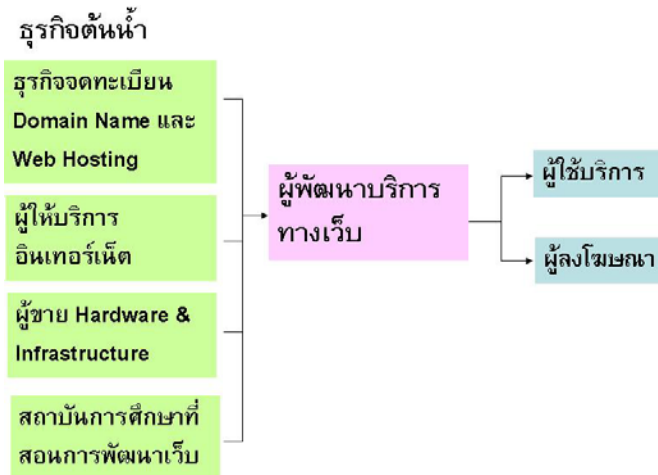 ธุรกิจต้นน้ำ
ธุรกิจจดทะเบียน
Domain Name และ
Web Hosting
ผู้ให้บริการ
อินเทอร์เน็ต
ผู้ขาย Hardware &
Infrastructure
สถาบันการศึกษาที่
สอนการพัฒนาเว็บ
ผู้พัฒนาบริการ
ทางเว็บ
ผู้ใช้บริการ
ผู้ลงโฆษณา